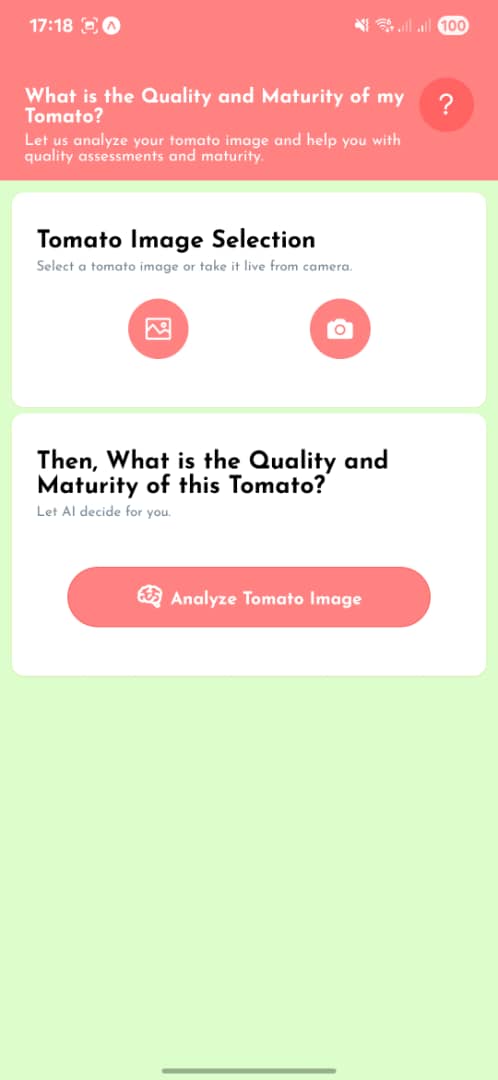 17:18
100
What is the Quality and Maturity of my
Tomato?
Let us analyze your tomato image and help you with
quality assessments and maturity.
?
Tomato Image Selection
Select a tomato image or take it live from camera.
Then, What is the Quality and
Maturity of this Tomato?
Let AI decide for you.
Analyze Tomato Image